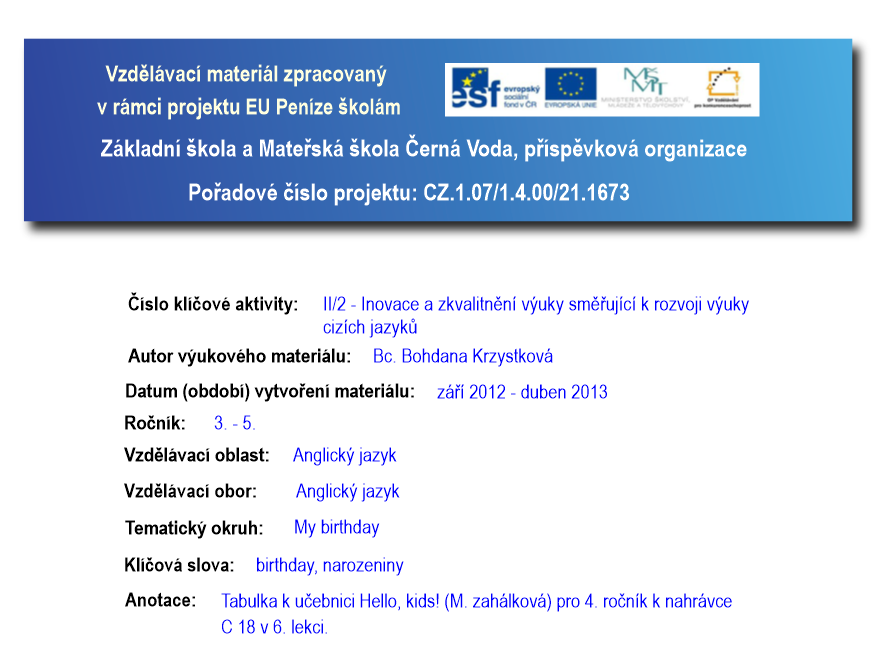 Vzdělávací materiál zpracovaný
v rámci projektu EU Peníze školám
esf evropský
sociální
fond v ČR
EVROPSKÁ UNIE
MINISTERSTVO ŠKOLSTVÍ,
MLÁDEŽE A TĚLOVÝCHOVY
OP Vzdělávání
pro konkurenceschopnost
Základní škola a Mateřská škola Černá Voda, příspěvková organizace
Pořadové číslo projektu: CZ.1.07/1.4.00/21.1673
Číslo klíčové aktivity: II/2 - Inovace a zkvalitnění výuky směřující k rozvoji výuky
cizích jazyků
Autor výukového materiálu: Bc. Bohdana Krzystková
Datum (období) vytvoření materiálu: září 2012 - duben 2013
Ročník: 3. - 5.
Vzdělávací oblast: Anglický jazyk
Vzdělávací obor: Anglický jazyk
Tematický okruh: My birthday
Klíčová slova: birthday, narozeniny
Anotace: Tabulka k učebnici Hello, kids! (M. zahálková) pro 4. ročník k nahrávce
C 18 v 6. lekci.